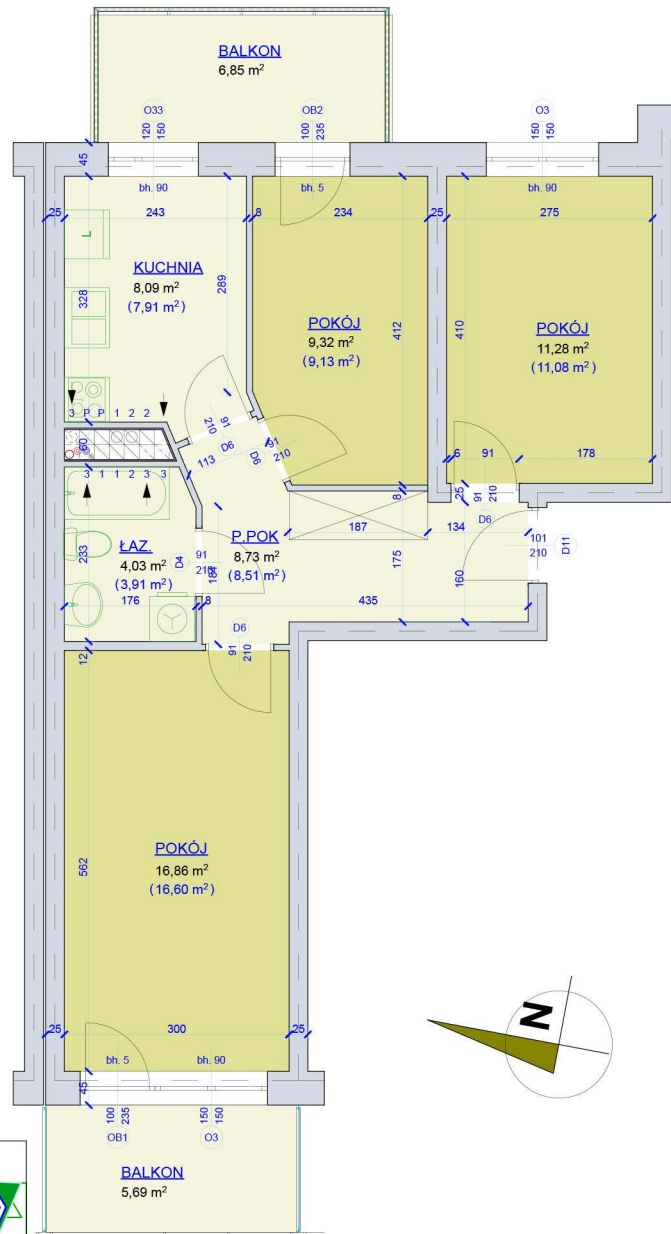 BALKON
6,85 m²
O33
120
150
OB2
100
235
O3
150
150
45
bh. 90
bh. 5
bh. 90
25
243
8
234
25
275
L
KUCHNIA
8,09 m²
(7,91 m²)
328
289
POKÓJ
9,32 m²
(9,13 m²)
412
410
POKÓJ
11,28 m²
(11,08 m²)
3 P P 1 2 2
91
210
D6
91
210
D6
113
60
3 1 1 2 3 3
6
91
178
25
91
210
D6
8
187
134
101
210
D11
ŁAZ.
4,03 m²
(3,91 m²)
233
D4
91
210
P.POK
8,73 m²
(8,51 m²)
175
160
176
8
435
D6
91
210
12
POKÓJ
16,86 m²
(16,60 m²)
562
N
25
300
25
bh. 5
bh. 90
45
100
235
OB1
150
150
O3
BALKON
5,69 m²